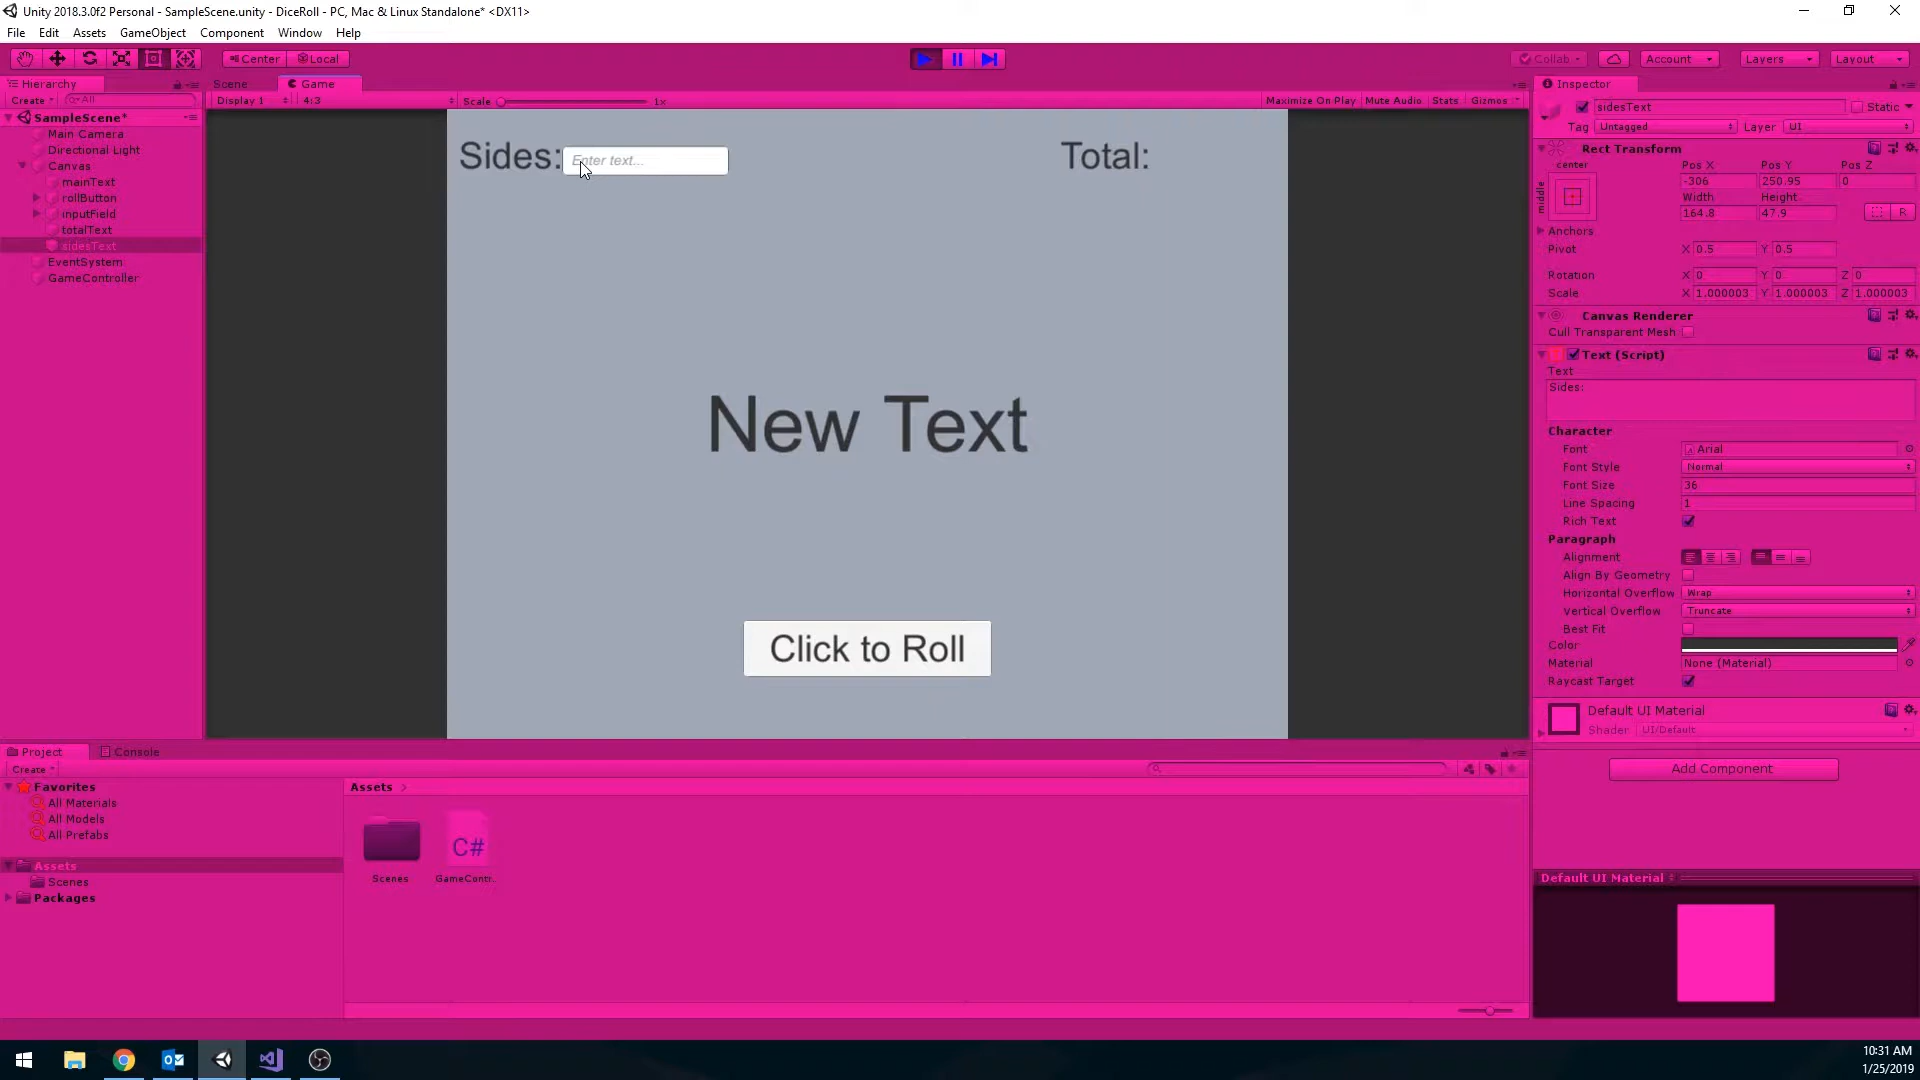 Unity 2018.3.0f2 Personal - SampleScene.unity - DiceRoll - PC, Mac & Linux Standalone* <DX11>
File Edit Assets GameObject Component Window Help
Center Local
Collab Account Layers Layout
Hierarchy
Create All
SampleScene*
Main Camera
Directional Light
Canvas
mainText
rollButton
inputField
totalText
sidesText
EventSystem
GameController
Scene Game
Display 1 4:3 Scale 1x Maximize On Play Mute Audio Stats Gizmos
Sides: Enter text... Total:
New Text
Click to Roll
Inspector
sidesText Static
Tag Untagged Layer UI
Rect Transform
center Pos X Pos Y Pos Z
middle -306 250.95 0
Width Height
164.8 47.9 R
Anchors
Pivot X 0.5 Y 0.5
Rotation X 0 Y 0 Z 0
Scale X 1.000003 Y 1.000003 Z 1.000003
Canvas Renderer
Cull Transparent Mesh
Text (Script)
Text
Sides:
Character
Font Arial
Font Style Normal
Font Size 36
Line Spacing 1
Rich Text
Paragraph
Alignment
Align By Geometry
Horizontal Overflow Wrap
Vertical Overflow Truncate
Best Fit
Color
Material None (Material)
Raycast Target
Default UI Material
Shader UI/Default
Add Component
Default UI Material
Project Console
Create
Favorites
All Materials
All Models
All Prefabs
Assets
Scenes
Packages
Assets
C#
Scenes GameContr...
10:31 AM
1/25/2019